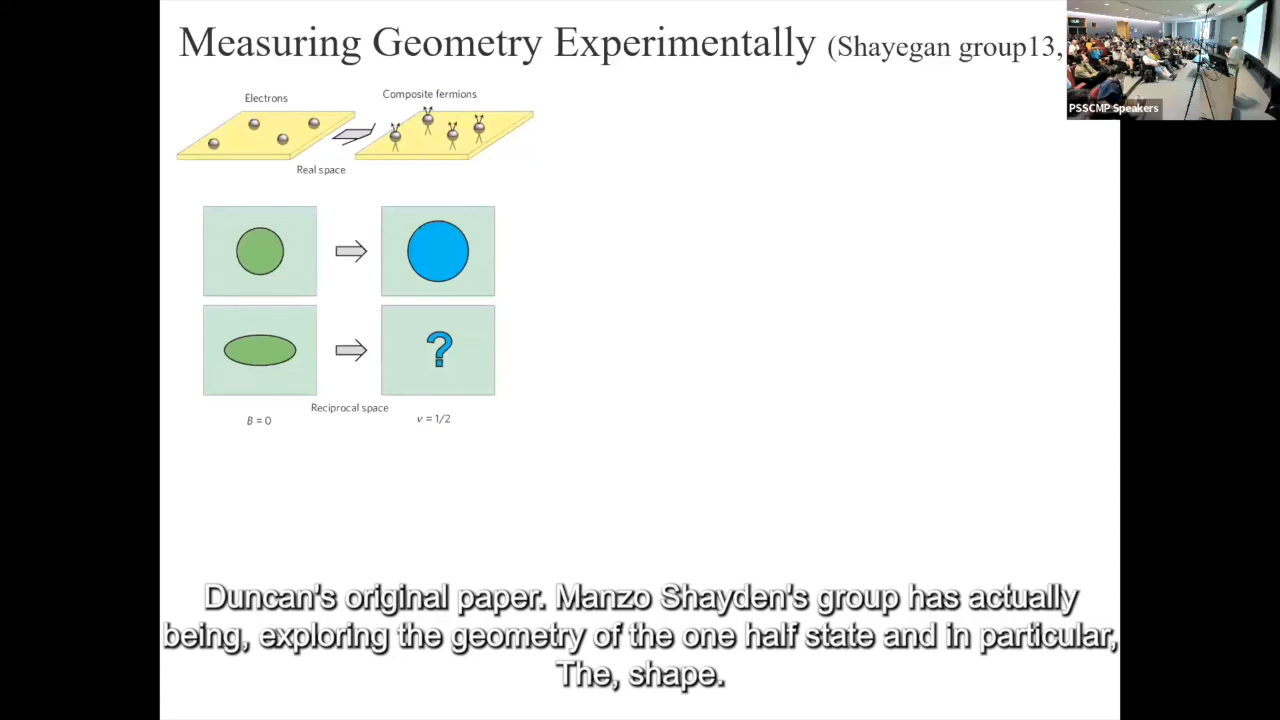 Measuring Geometry Experimentally (Shayegan group13,
PSSCMP Speakers
Electrons
Composite fermions
Real space
?
Reciprocal space
B = 0
ν = 1/2
Duncan's original paper. Manzo Shayden's group has actually
being, exploring the geometry of the one half state and in particular,
The, shape.